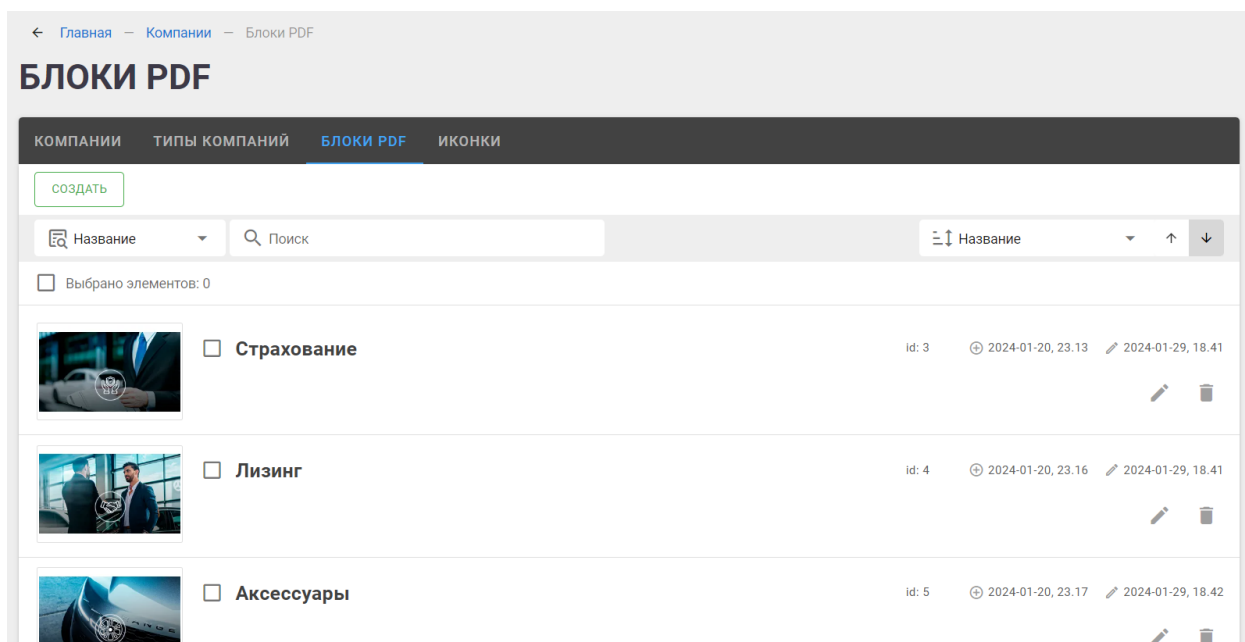 Главная — Компании — Блоки PDF
БЛОКИ PDF
КОМПАНИИ ТИПЫ КОМПАНИЙ БЛОКИ PDF ИКОНКИ
СОЗДАТЬ
Название Поиск Название
Выбрано элементов: 0
Страхование id: 3 2024-01-20, 23.13 2024-01-29, 18.41
Лизинг id: 4 2024-01-20, 23.16 2024-01-29, 18.41
Аксессуары id: 5 2024-01-20, 23.17 2024-01-29, 18.42